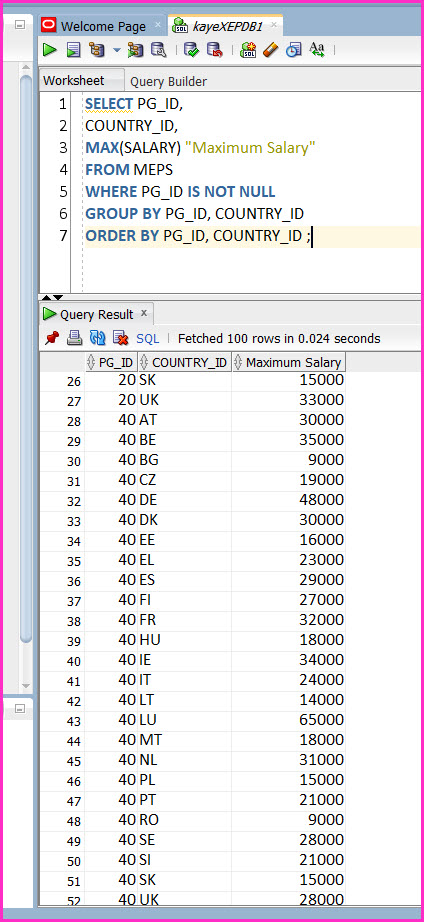 Welcome Page × kayeXEPDB1 ×
Worksheet Query Builder
1 SELECT PG_ID,
2 COUNTRY_ID,
3 MAX(SALARY) "Maximum Salary"
4 FROM MEPS
5 WHERE PG_ID IS NOT NULL
6 GROUP BY PG_ID, COUNTRY_ID
7 ORDER BY PG_ID, COUNTRY_ID ;
Query Result ×
SQL | Fetched 100 rows in 0.024 seconds
PG_ID COUNTRY_ID Maximum Salary
26 20 SK 15000
27 20 UK 33000
28 40 AT 30000
29 40 BE 35000
30 40 BG 9000
31 40 CZ 19000
32 40 DE 48000
33 40 DK 30000
34 40 EE 16000
35 40 EL 23000
36 40 ES 29000
37 40 FI 27000
38 40 FR 32000
39 40 HU 18000
40 40 IE 34000
41 40 IT 24000
42 40 LT 14000
43 40 LU 65000
44 40 MT 18000
45 40 NL 31000
46 40 PL 15000
47 40 PT 21000
48 40 RO 9000
49 40 SE 28000
50 40 SI 21000
51 40 SK 15000
52 40 UK 28000